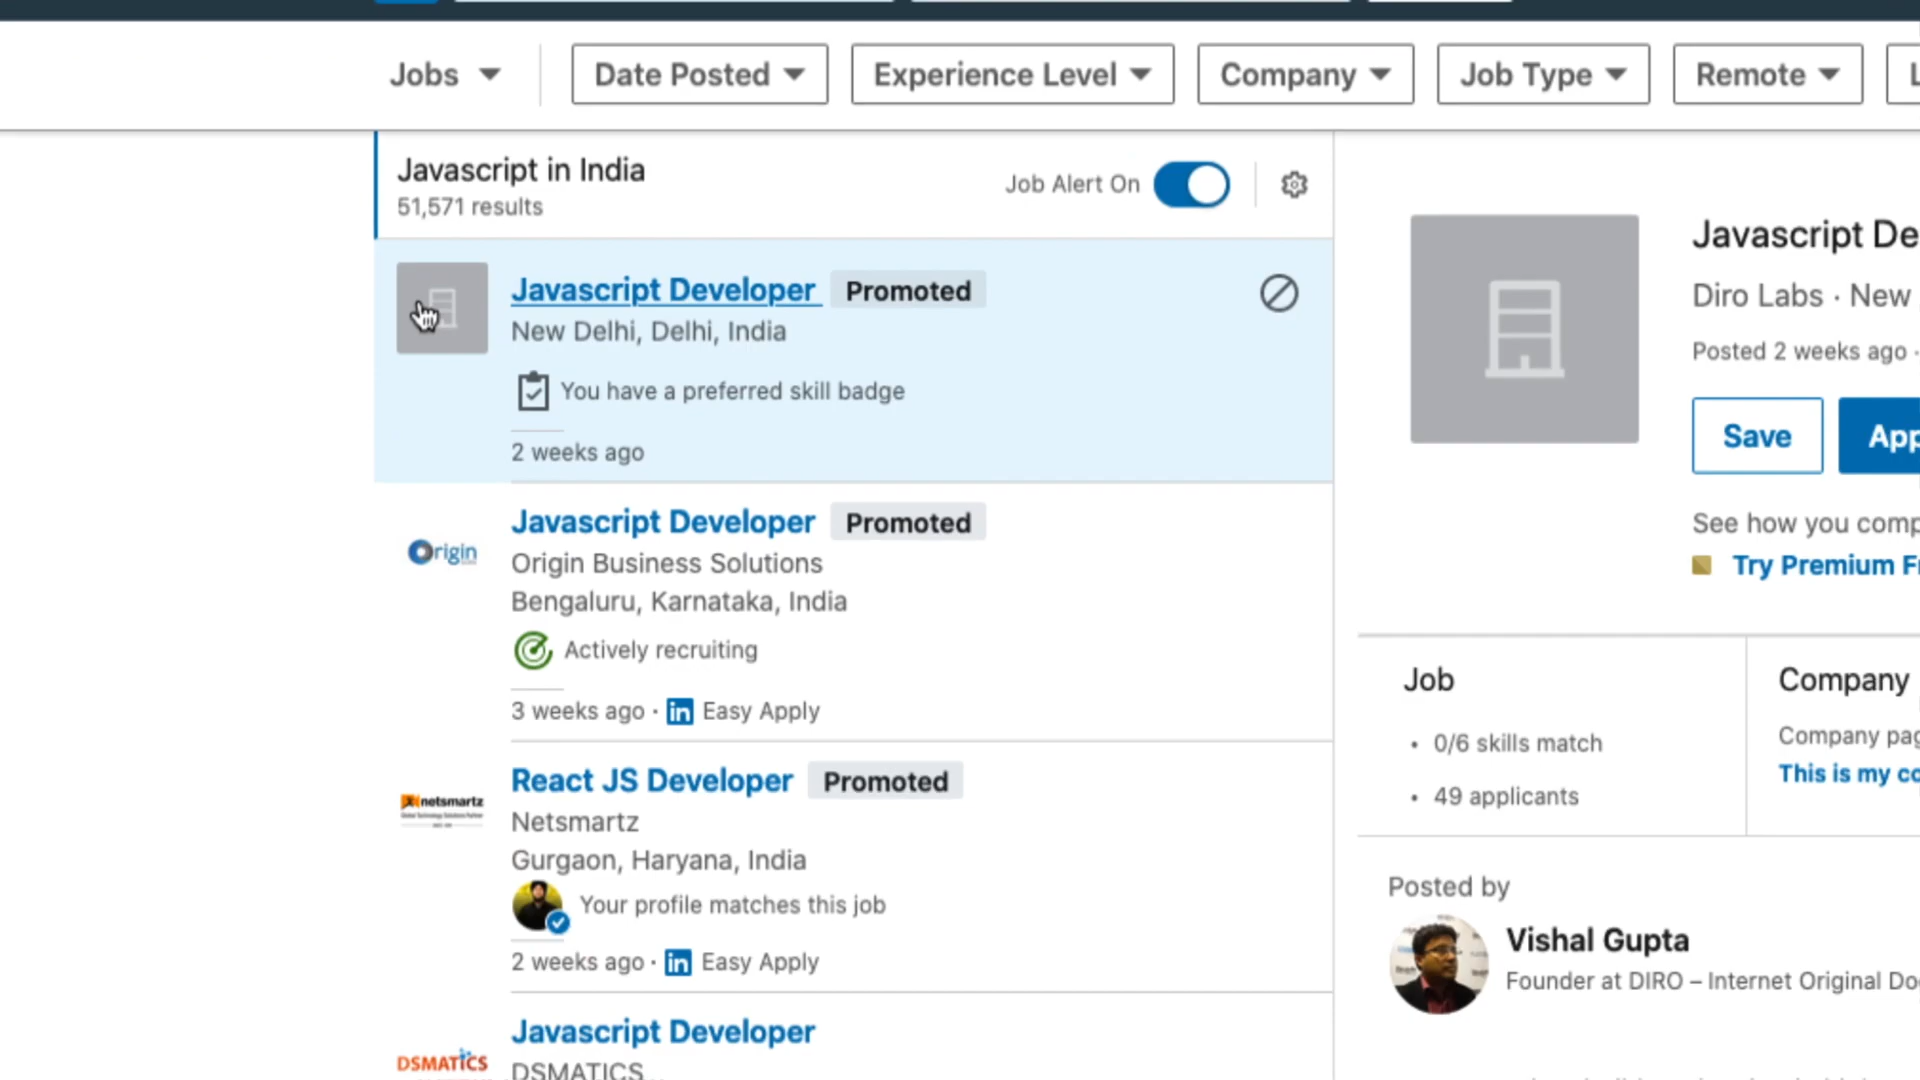 Jobs
Date Posted
Experience Level
Company
Job Type
Remote
Javascript in India
51,571 results
Job Alert On
Javascript Developer Promoted
New Delhi, Delhi, India
You have a preferred skill badge
2 weeks ago
Origin
Javascript Developer Promoted
Origin Business Solutions
Bengaluru, Karnataka, India
Actively recruiting
3 weeks ago · in Easy Apply
netsmartz
React JS Developer Promoted
Netsmartz
Gurgaon, Haryana, India
Your profile matches this job
2 weeks ago · in Easy Apply
DSMATICS
Javascript Developer
DSMATICS
Javascript De
Diro Labs · New
Posted 2 weeks ago ·
Save
App
See how you comp
Try Premium Fr
Job
• 0/6 skills match
• 49 applicants
Company
Company pag
This is my co
Posted by
Vishal Gupta
Founder at DIRO – Internet Original Do